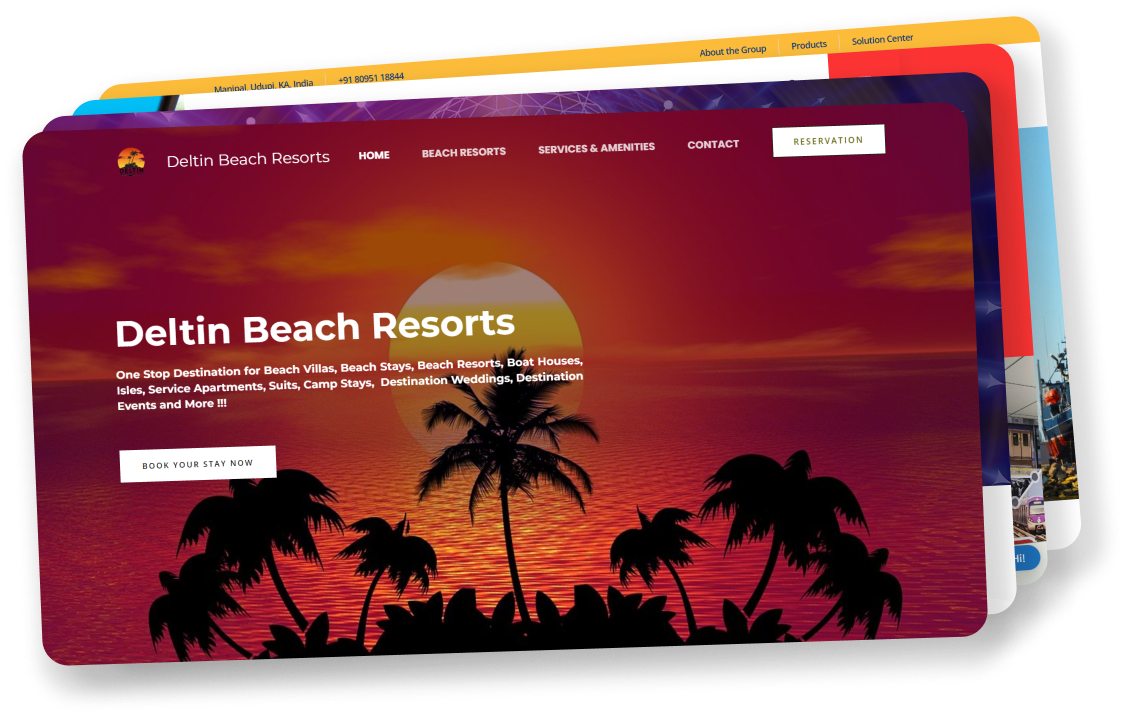 About the Group Products Solution Center
Manipal, Udupi, KA, India +91 80951 18844
Deltin Beach Resorts HOME BEACH RESORTS SERVICES & AMENITIES CONTACT RESERVATION
Deltin Beach Resorts
One Stop Destination for Beach Villas, Beach Stays, Beach Resorts, Boat Houses,
Isles, Service Apartments, Suits, Camp Stays, Destination Weddings, Destination
Events and More !!!
BOOK YOUR STAY NOW
Hi!